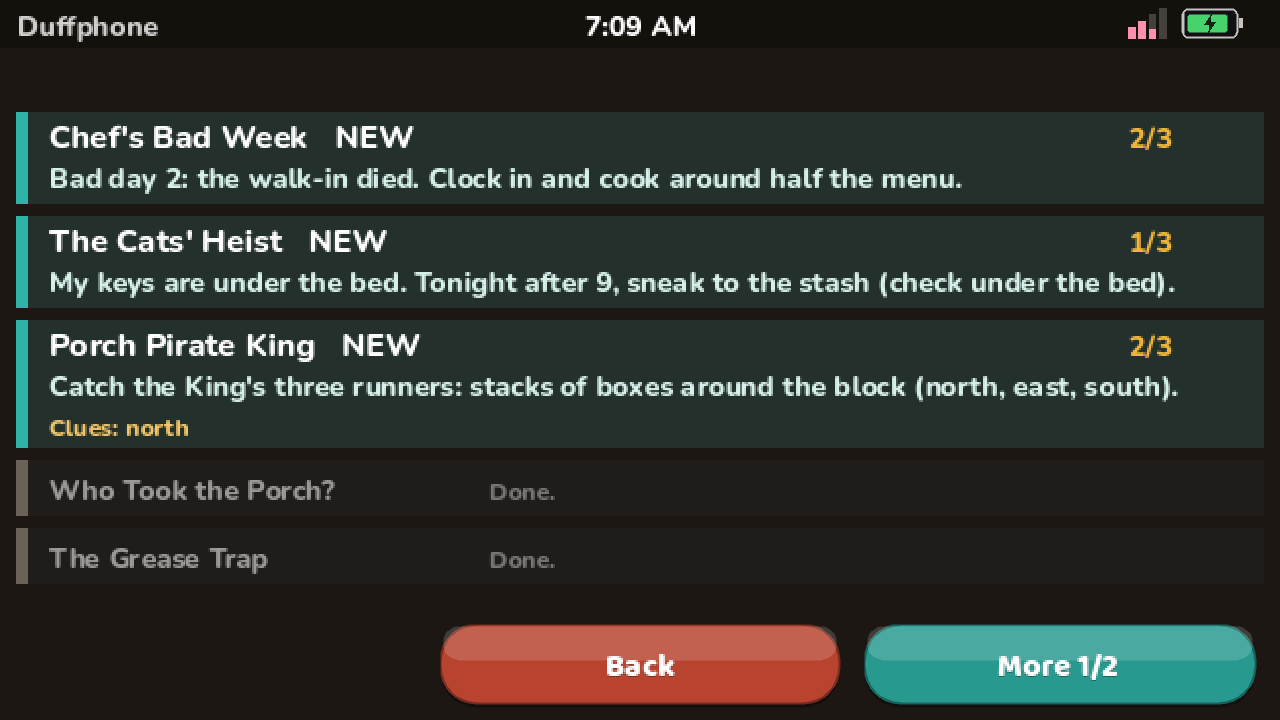 Duffphone
7:09 AM
Chef's Bad Week NEW 2/3
Bad day 2: the walk-in died. Clock in and cook around half the menu.
The Cats' Heist NEW 1/3
My keys are under the bed. Tonight after 9, sneak to the stash (check under the bed).
Porch Pirate King NEW 2/3
Catch the King's three runners: stacks of boxes around the block (north, east, south).
Clues: north
Who Took the Porch? Done.
The Grease Trap Done.
Back
More 1/2